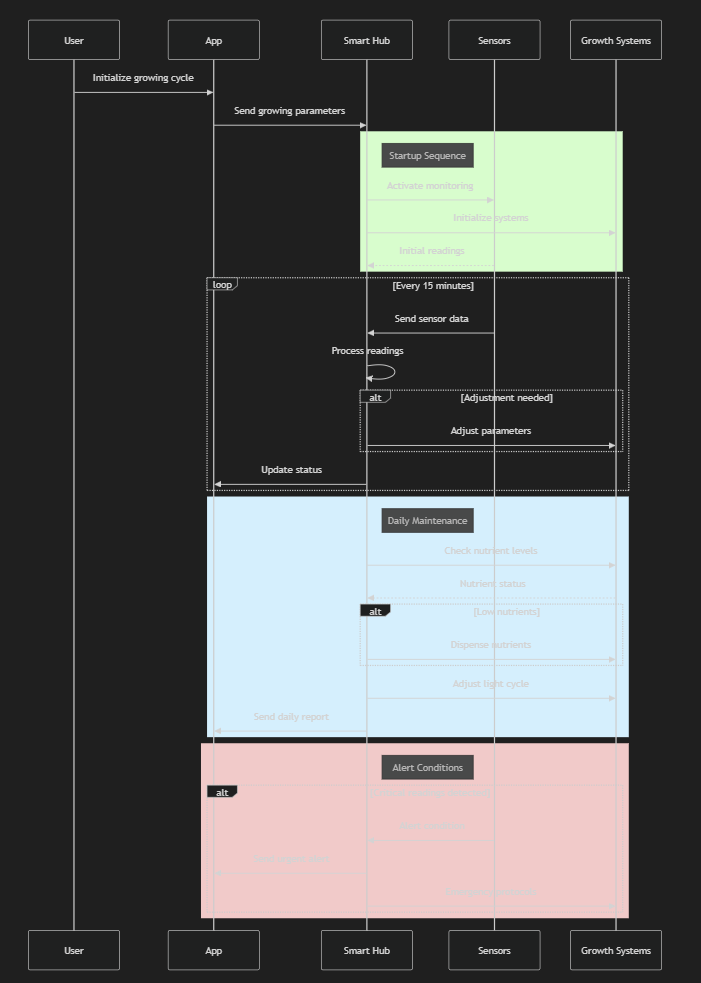 User
App
Smart Hub
Sensors
Growth Systems
Initialize growing cycle
Send growing parameters
Startup Sequence
Activate monitoring
Initialize systems
Initial readings
loop
[Every 15 minutes]
Send sensor data
Process readings
alt
[Adjustment needed]
Adjust parameters
Update status
Daily Maintenance
Check nutrient levels
Nutrient status
alt
[Low nutrients]
Dispense nutrients
Adjust light cycle
Send daily report
Alert Conditions
alt
User
App
Smart Hub
Sensors
Growth Systems